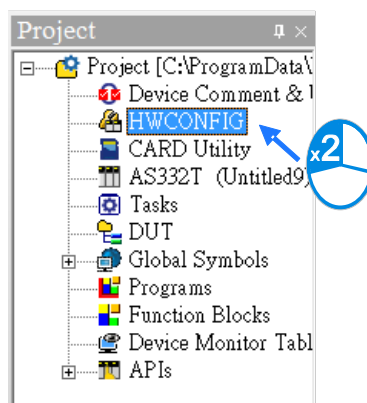 Project
Project [C:\ProgramData\
Device Comment &
HWCONFIG
x2
CARD Utility
AS332T (Untitled9)
Tasks
DUT
Global Symbols
Programs
Function Blocks
Device Monitor Tabl
APIs